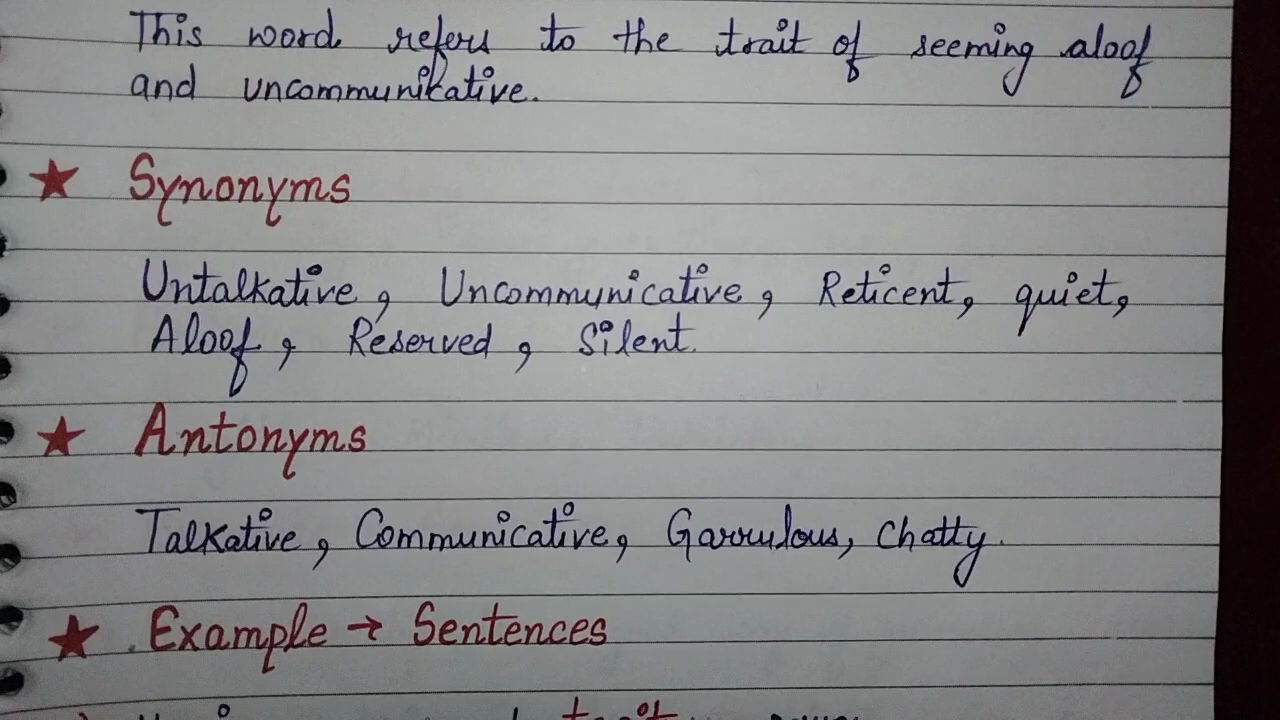 This word refers to the trait of seeming aloof
and uncommunikative.
★ Synonyms
Untalkative, Uncommunicative, Reticent, quiet,
Aloof, Reserved, Silent.
★ Antonyms
Talkative, Communicative, Garrulous, Chatty.
★ Example → Sentences